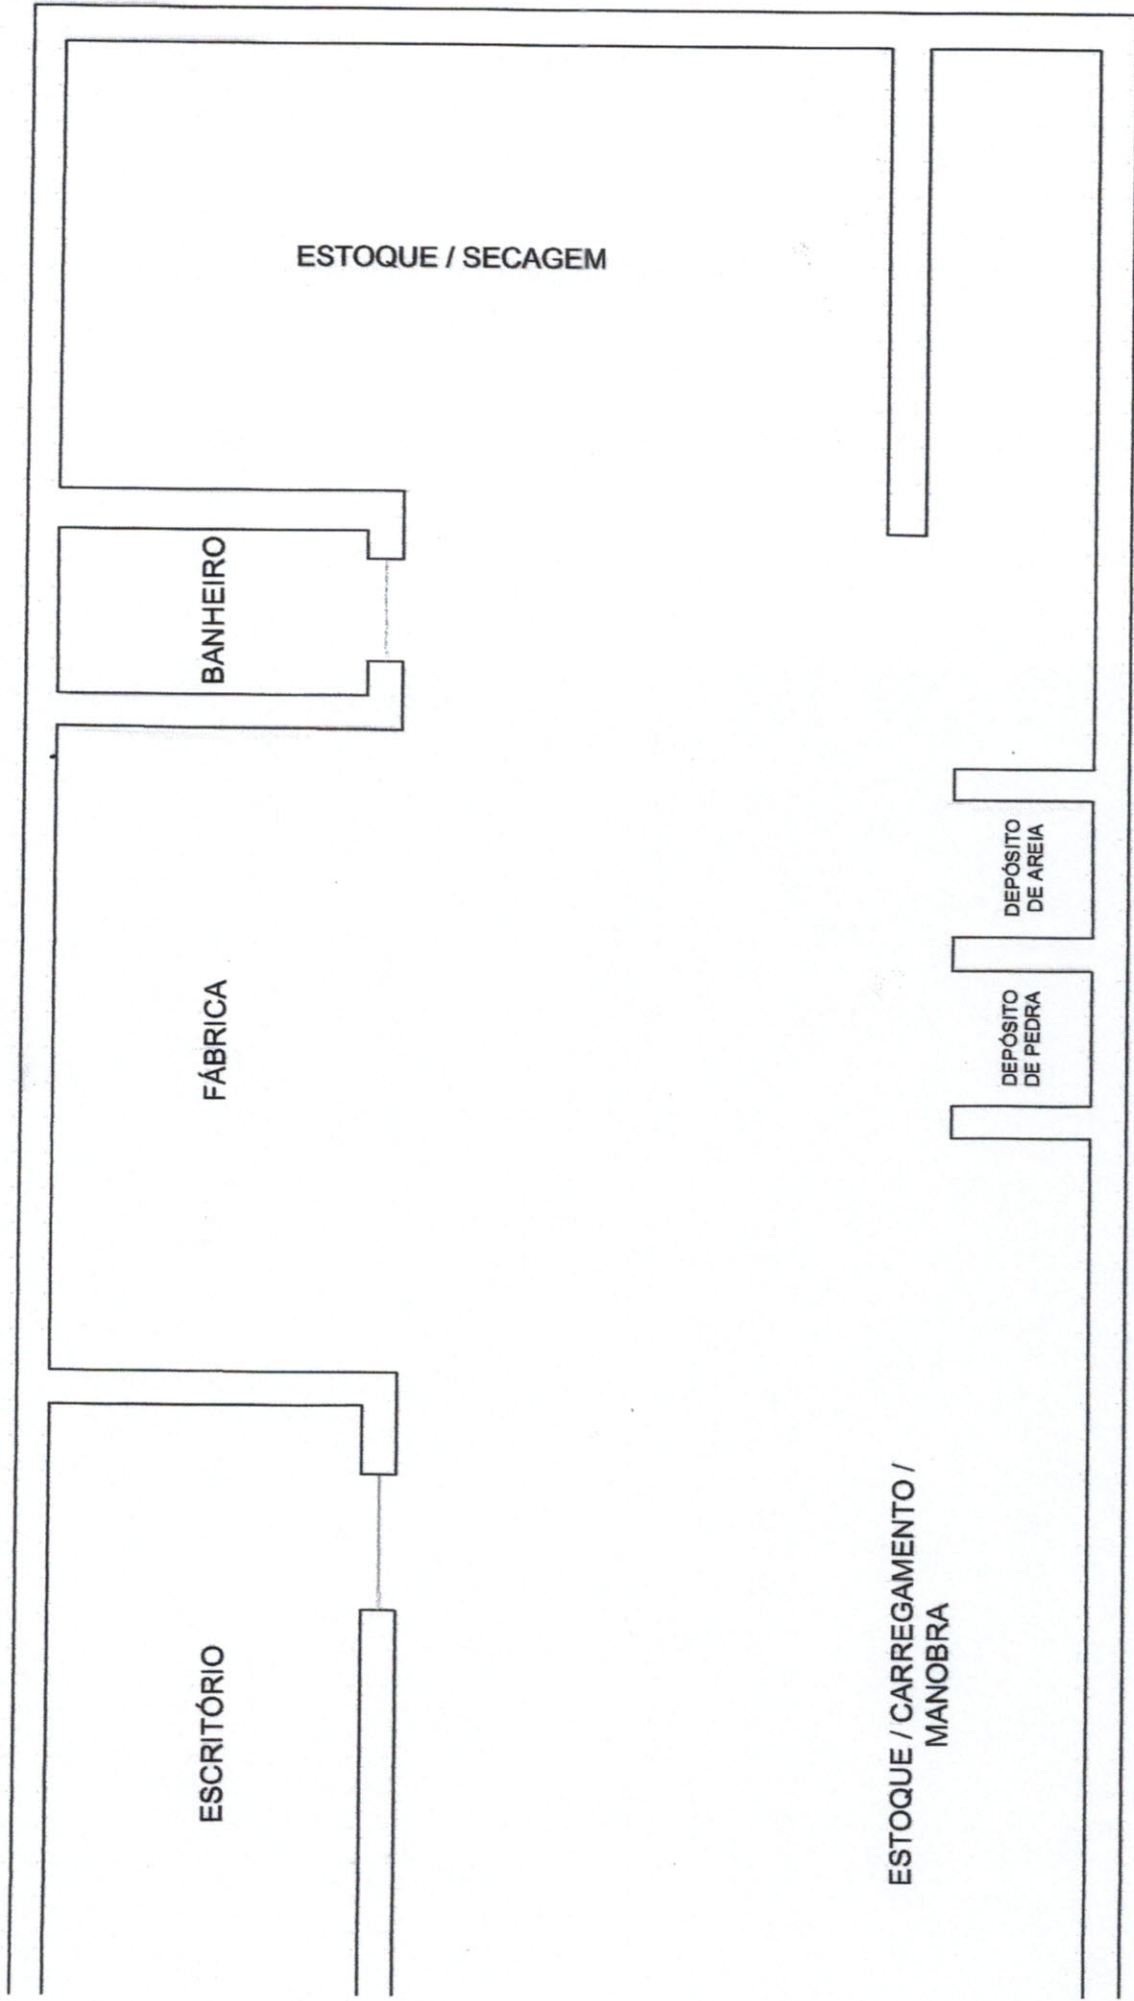 ESTOQUE / SECAGEM
BANHEIRO
FÁBRICA
DEPÓSITO
DE AREIA
DEPÓSITO
DE PEDRA
ESCRITÓRIO
ESTOQUE / CARREGAMENTO /
MANOBRA